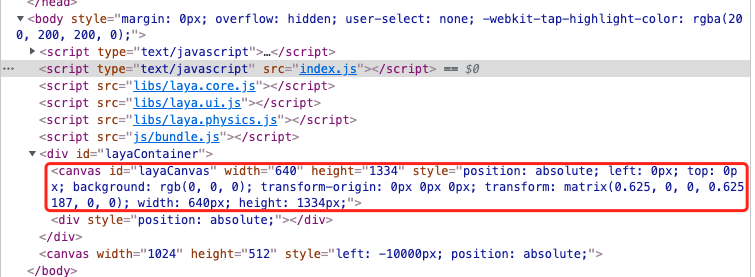 </head>
▼<body style="margin: 0px; overflow: hidden; user-select: none; -webkit-tap-highlight-color: rgba(20
0, 200, 200, 0);">
▶<script type="text/javascript">…</script>
⋯ <script type="text/javascript" src="index.js"></script> == $0
<script src="libs/laya.core.js"></script>
<script src="libs/laya.ui.js"></script>
<script src="libs/laya.physics.js"></script>
<script src="js/bundle.js"></script>
▼<div id="layaContainer">
<canvas id="layaCanvas" width="640" height="1334" style="position: absolute; left: 0px; top: 0p
x; background: rgb(0, 0, 0); transform-origin: 0px 0px 0px; transform: matrix(0.625, 0, 0, 0.625
187, 0, 0); width: 640px; height: 1334px;">
<div style="position: absolute;"></div>
</div>
<canvas width="1024" height="512" style="left: -10000px; position: absolute;">
</body>